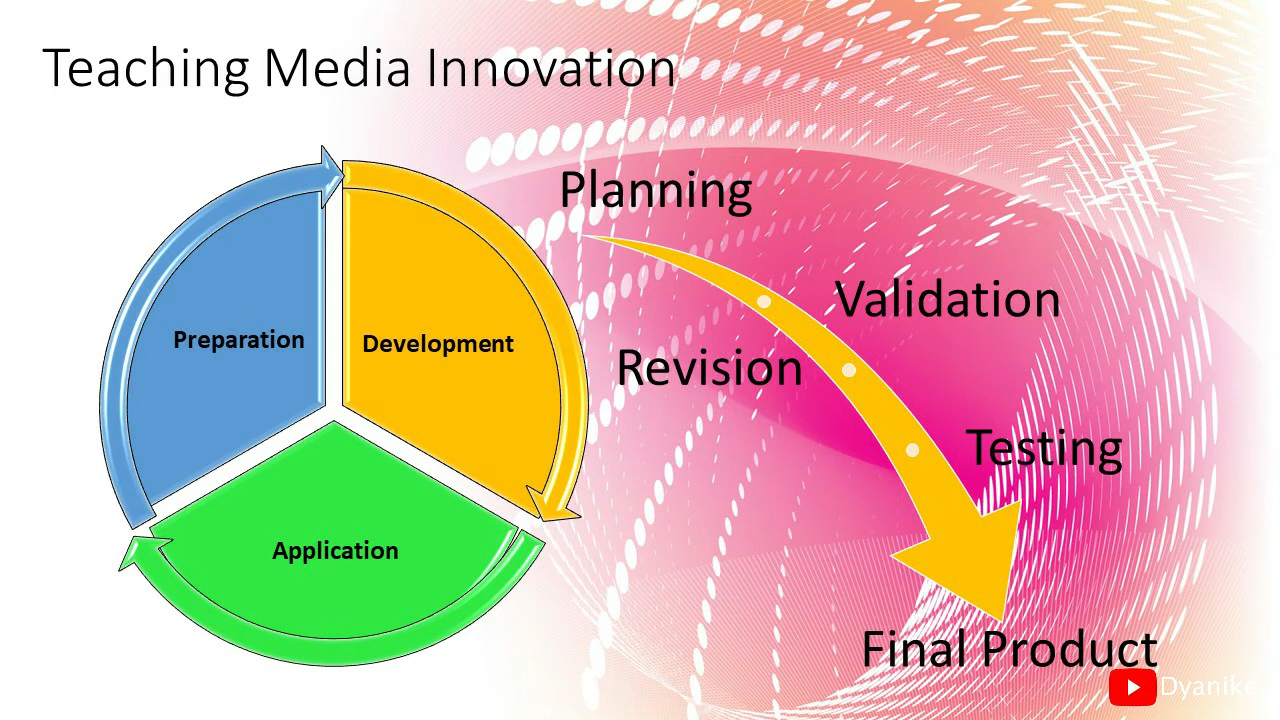 Teaching Media Innovation
Planning
Validation
Preparation
Development
Revision
Testing
Application
Final Product
Dyanike